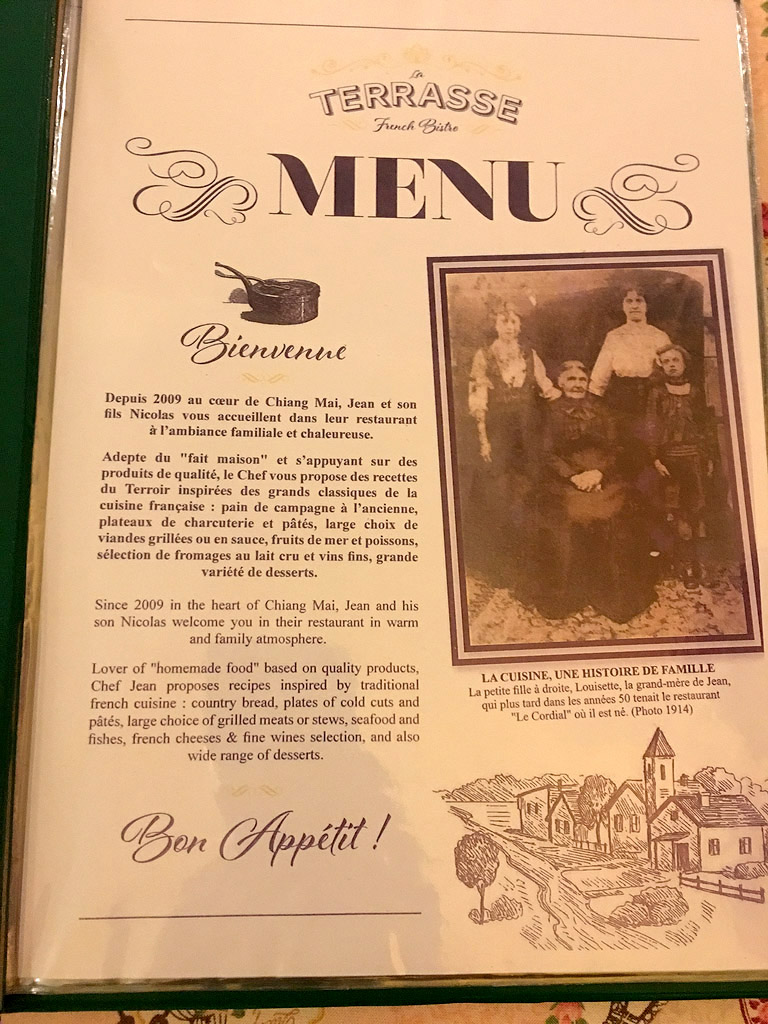 La
TERRASSE
French Bistro
MENU
Bienvenue
Depuis 2009 au cœur de Chiang Mai, Jean et son
fils Nicolas vous accueillent dans leur restaurant
à l'ambiance familiale et chaleureuse.
Adepte du "fait maison" et s'appuyant sur des
produits de qualité, le Chef vous propose des recettes
du Terroir inspirées des grands classiques de la
cuisine française : pain de campagne à l'ancienne,
plateaux de charcuterie et pâtés, large choix de
viandes grillées ou en sauce, fruits de mer et poissons,
sélection de fromages au lait cru et vins fins, grande
variété de desserts.
Since 2009 in the heart of Chiang Mai, Jean and his
son Nicolas welcome you in their restaurant in warm
and family atmosphere.
Lover of "homemade food" based on quality products,
Chef Jean proposes recipes inspired by traditional
french cuisine : country bread, plates of cold cuts and
pâtés, large choice of grilled meats or stews, seafood and
fishes, french cheeses & fine wines selection, and also
wide range of desserts.
Bon Appétit !
LA CUISINE, UNE HISTOIRE DE FAMILLE
La petite fille à droite, Louisette, la grand-mère de Jean,
qui plus tard dans les années 50 tenait le restaurant
"Le Cordial" où il est né. (Photo 1914)